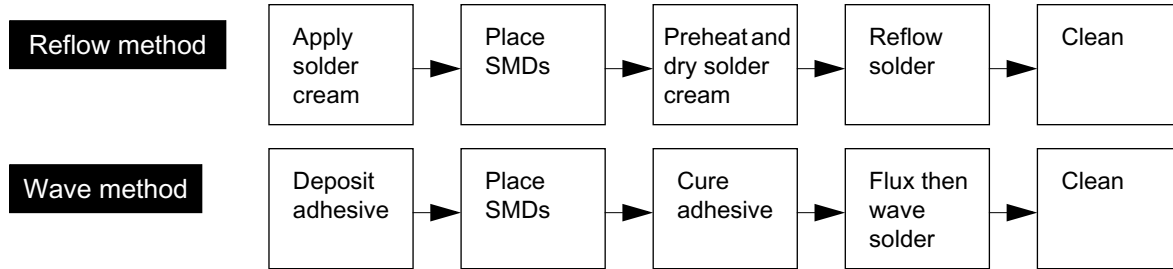 Reflow method
Apply
solder
cream
Place
SMDs
Preheat and
dry solder
cream
Reflow
solder
Clean
Wave method
Deposit
adhesive
Place
SMDs
Cure
adhesive
Flux then
wave
solder
Clean